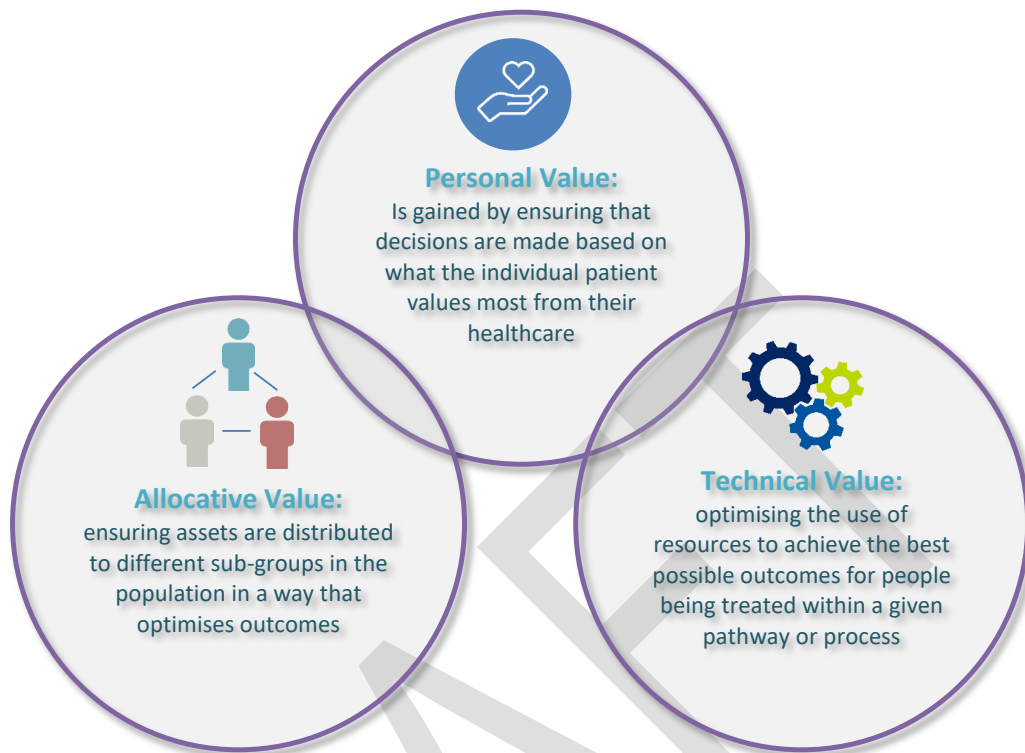 Personal Value:
Is gained by ensuring that
decisions are made based on
what the individual patient
values most from their
healthcare
Allocative Value:
ensuring assets are distributed
to different sub-groups in the
population in a way that
optimises outcomes
Technical Value:
optimising the use of
resources to achieve the best
possible outcomes for people
being treated within a given
pathway or process